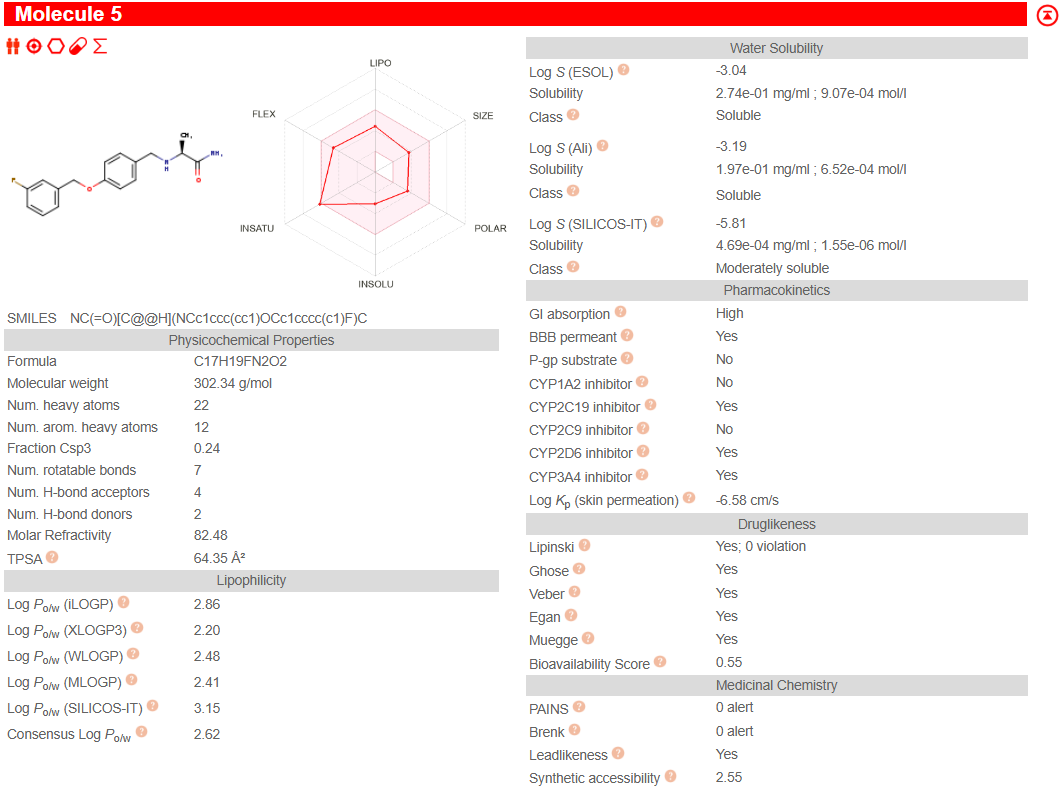 Molecule 5
LIPO
FLEX
SIZE
INSATU
POLAR
INSOLU
SMILES NC(=O)[C@@H](NCc1ccc(cc1)OCc1cccc(c1)F)C
Physicochemical Properties
Formula C17H19FN2O2
Molecular weight 302.34 g/mol
Num. heavy atoms 22
Num. arom. heavy atoms 12
Fraction Csp3 0.24
Num. rotatable bonds 7
Num. H-bond acceptors 4
Num. H-bond donors 2
Molar Refractivity 82.48
TPSA ? 64.35 Å²
Lipophilicity
Log Po/w (iLOGP) ? 2.86
Log Po/w (XLOGP3) ? 2.20
Log Po/w (WLOGP) ? 2.48
Log Po/w (MLOGP) ? 2.41
Log Po/w (SILICOS-IT) ? 3.15
Consensus Log Po/w ? 2.62
Water Solubility
Log S (ESOL) ? -3.04
Solubility 2.74e-01 mg/ml ; 9.07e-04 mol/l
Class ? Soluble
Log S (Ali) ? -3.19
Solubility 1.97e-01 mg/ml ; 6.52e-04 mol/l
Class ? Soluble
Log S (SILICOS-IT) ? -5.81
Solubility 4.69e-04 mg/ml ; 1.55e-06 mol/l
Class ? Moderately soluble
Pharmacokinetics
GI absorption ? High
BBB permeant ? Yes
P-gp substrate ? No
CYP1A2 inhibitor ? No
CYP2C19 inhibitor ? Yes
CYP2C9 inhibitor ? No
CYP2D6 inhibitor ? Yes
CYP3A4 inhibitor ? Yes
Log Kp (skin permeation) ? -6.58 cm/s
Druglikeness
Lipinski ? Yes; 0 violation
Ghose ? Yes
Veber ? Yes
Egan ? Yes
Muegge ? Yes
Bioavailability Score ? 0.55
Medicinal Chemistry
PAINS ? 0 alert
Brenk ? 0 alert
Leadlikeness ? Yes
Synthetic accessibility ? 2.55